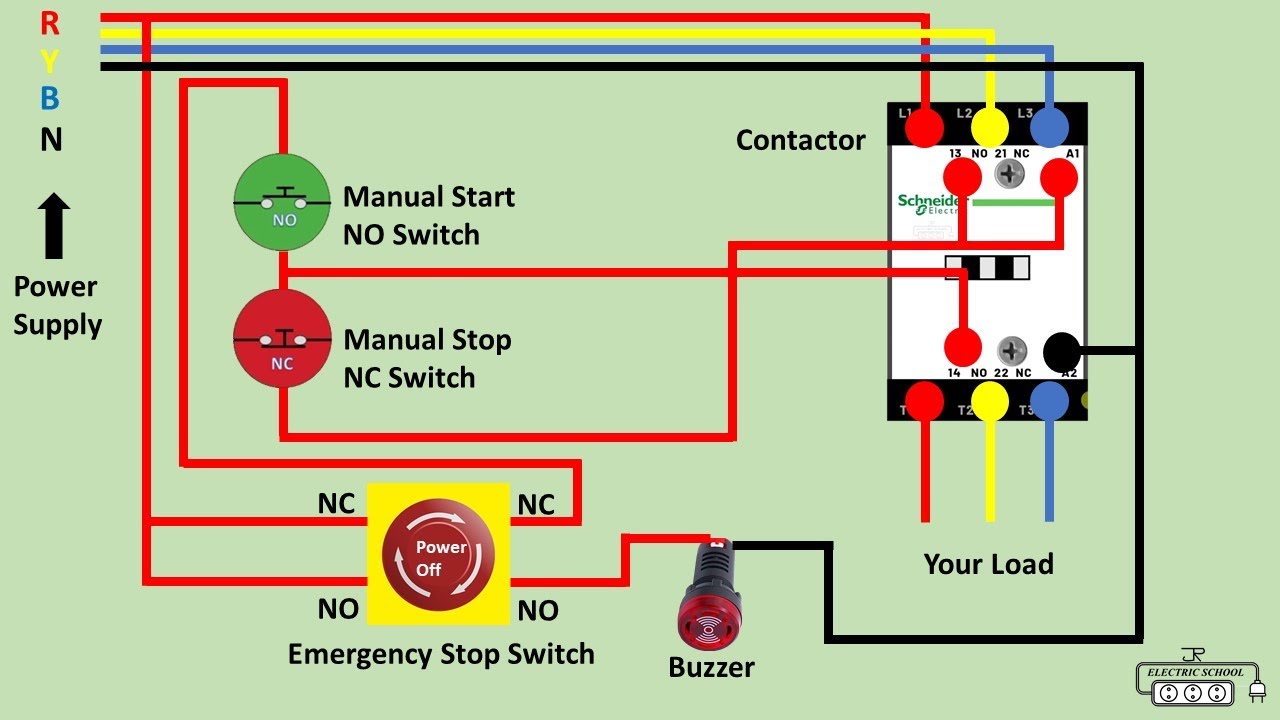 R
Y
B
N
Power
Supply
NO
Manual Start
NO Switch
NC
Manual Stop
NC Switch
Contactor
L1 L2 L3
13 NO 21 NC A1
Schneider
Electric
14 NO 22 NC A2
T2 T3
Your Load
NC
NC
Power
Off
NO
NO
Emergency Stop Switch
Buzzer
JR
ELECTRIC SCHOOL